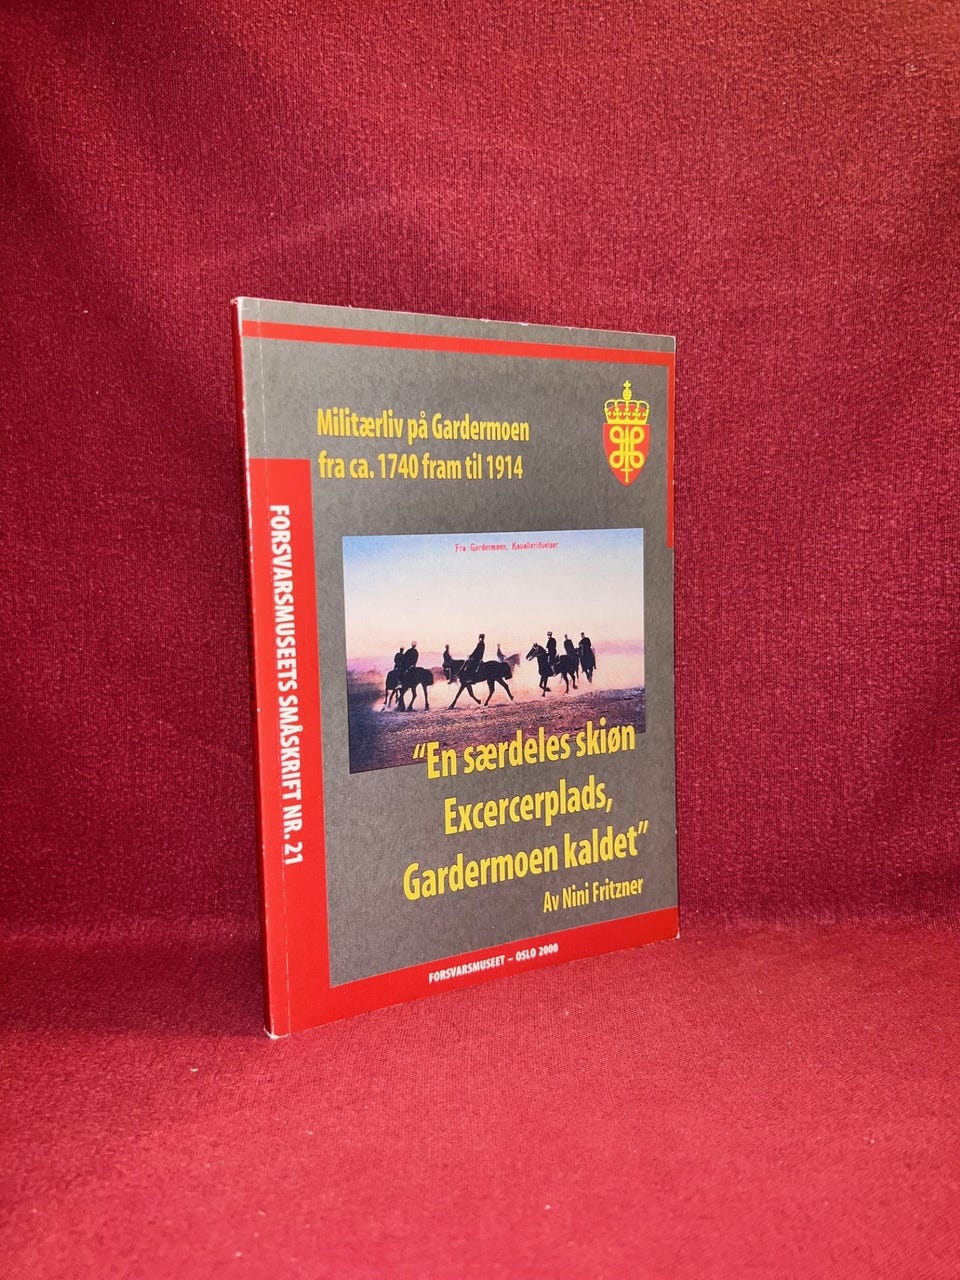 Militærliv på Gardermoen
fra ca. 1740 fram til 1914
FORSVARSMUSEETS SMÅSKRIFT NR. 21
Fra Gardermoen, Kavalleriøvelser
“En særdeles skiøn
Excercerplads,
Gardermoen kaldet”
Av Nini Fritzner
FORSVARSMUSEET – OSLO 2000